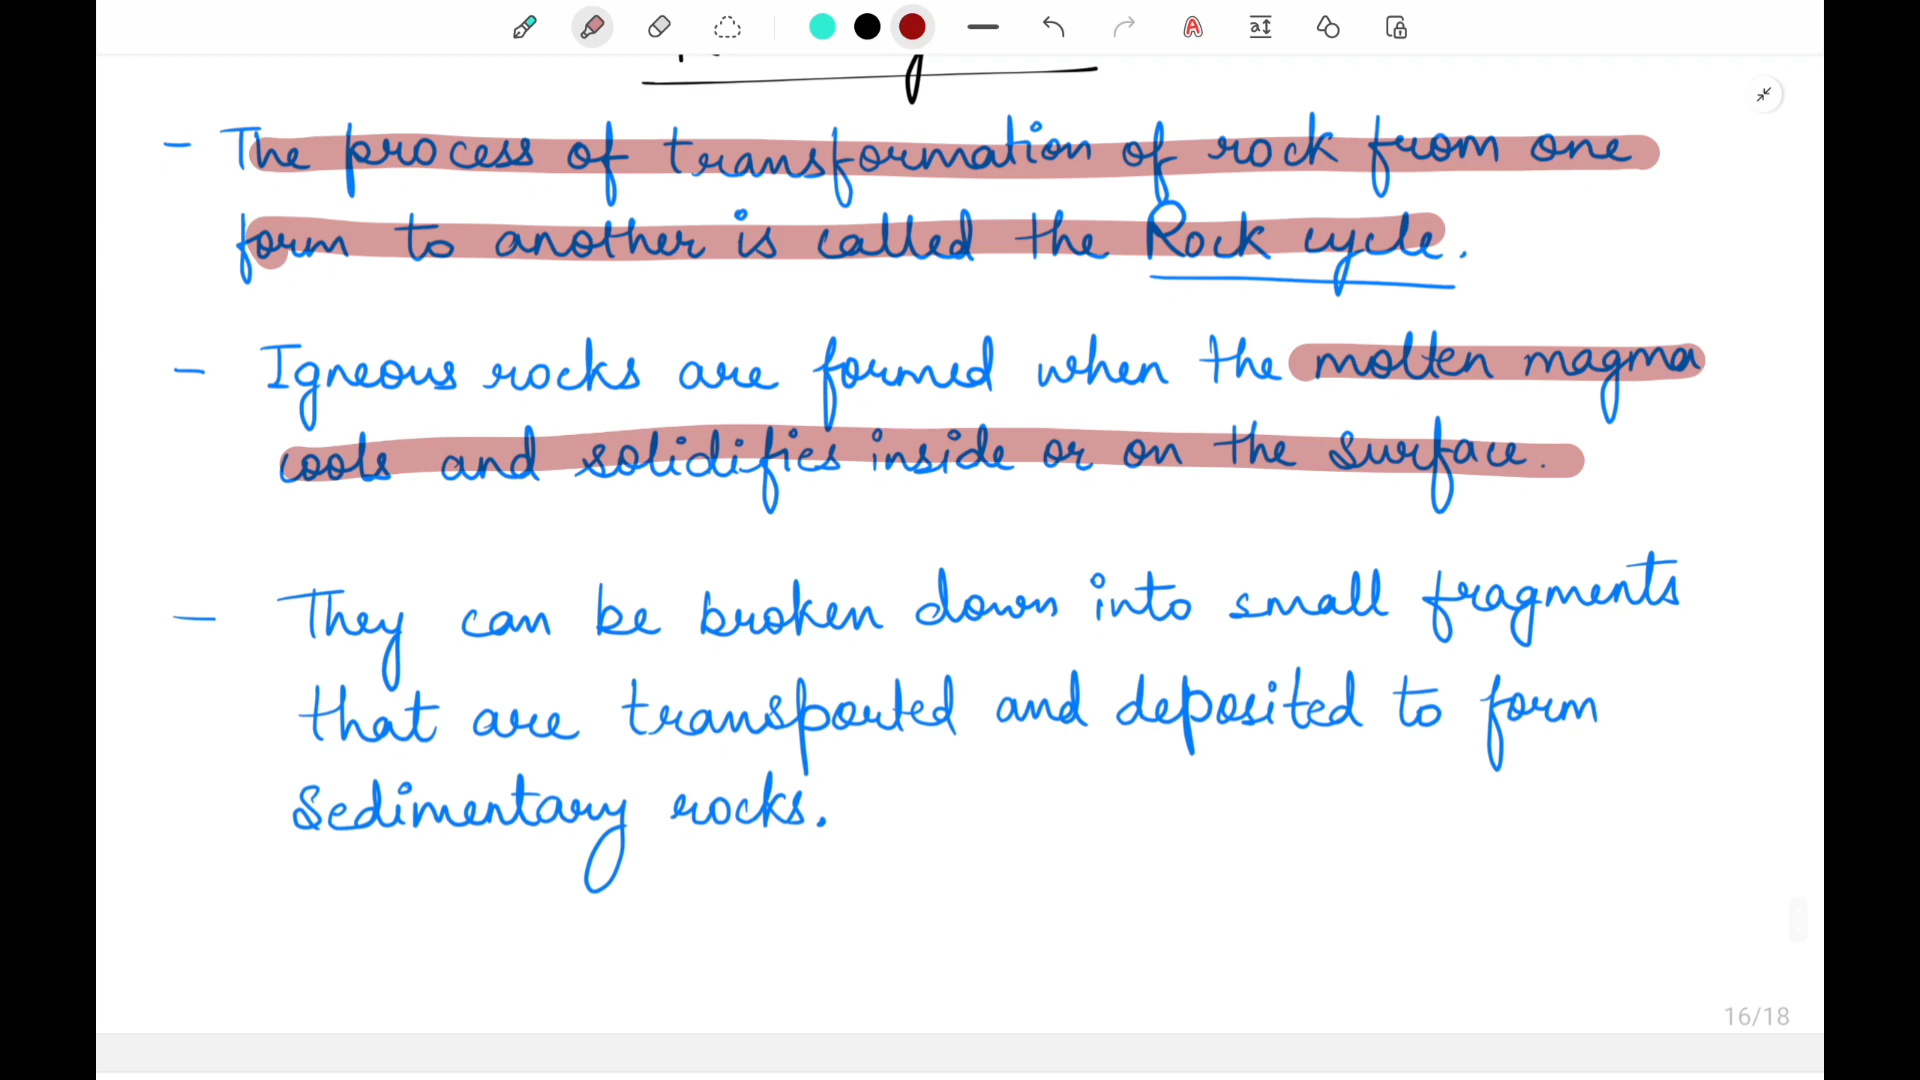 - The process of transformation of rock from one
form to another is called the Rock cycle.
- Igneous rocks are formed when the molten magma
cools and solidifies inside or on the surface.
- They can be broken down into small fragments
that are transported and deposited to form
sedimentary rocks.
16/18